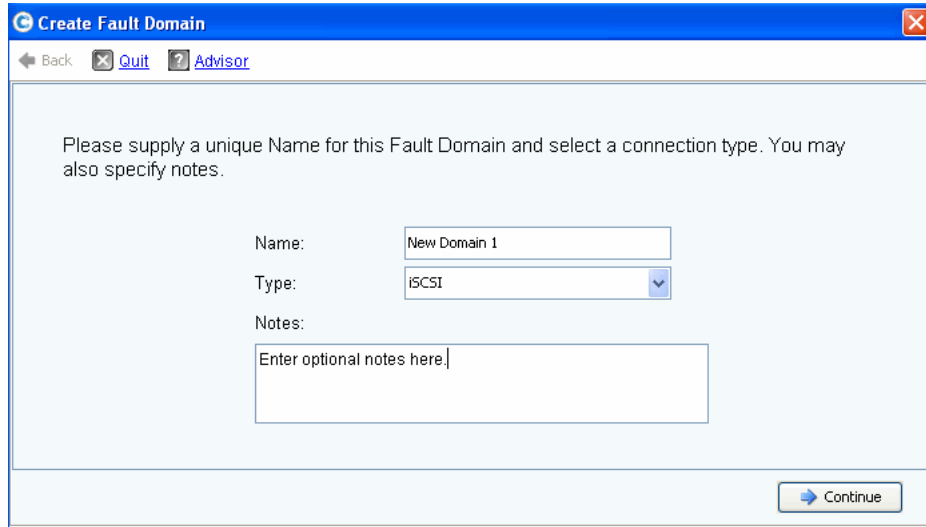 Create Fault Domain
Back Quit ? Advisor
Please supply a unique Name for this Fault Domain and select a connection type. You may
also specify notes.
Name: New Domain 1
Type: iSCSI
Notes:
Enter optional notes here.
Continue